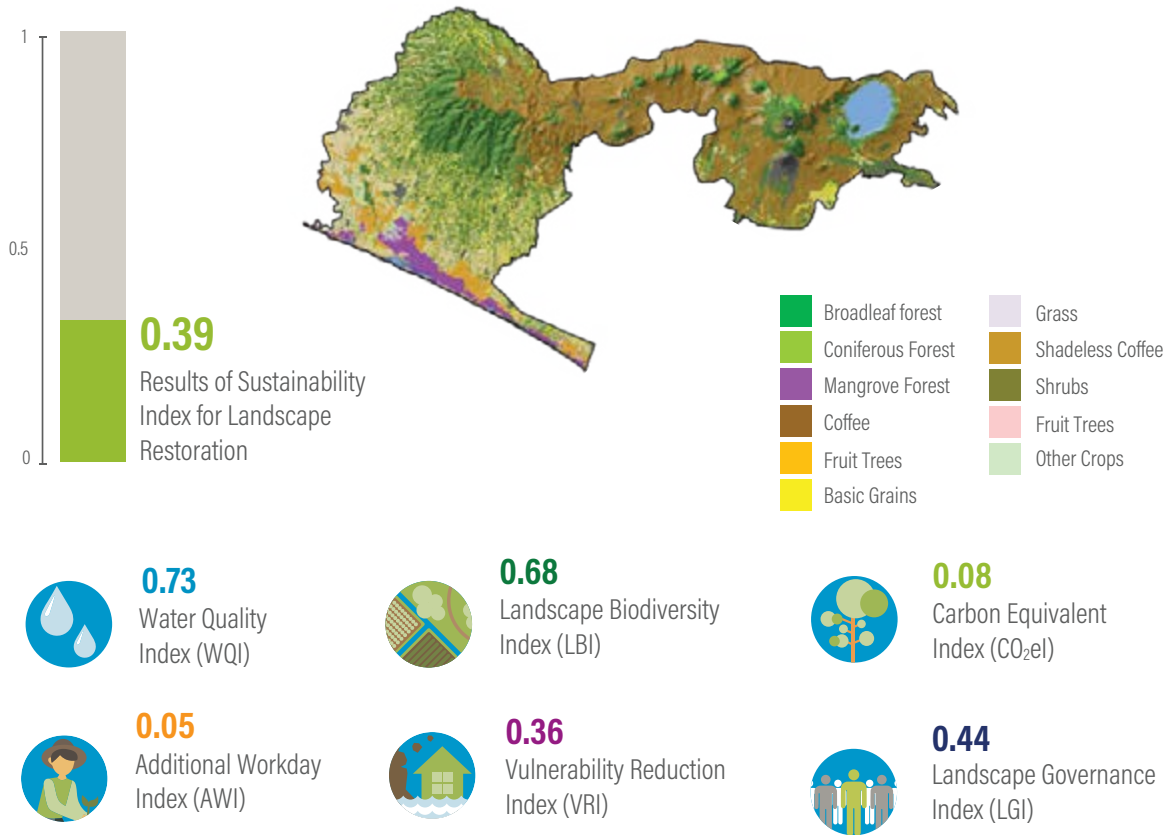 1
0.5
0
0.39
Results of Sustainability
Index for Landscape
Restoration
Broadleaf forest
Coniferous Forest
Mangrove Forest
Coffee
Fruit Trees
Basic Grains
Grass
Shadeless Coffee
Shrubs
Fruit Trees
Other Crops
0.73
Water Quality
Index (WQI)
0.68
Landscape Biodiversity
Index (LBI)
0.08
Carbon Equivalent
Index (CO₂eI)
0.05
Additional Workday
Index (AWI)
0.36
Vulnerability Reduction
Index (VRI)
0.44
Landscape Governance
Index (LGI)